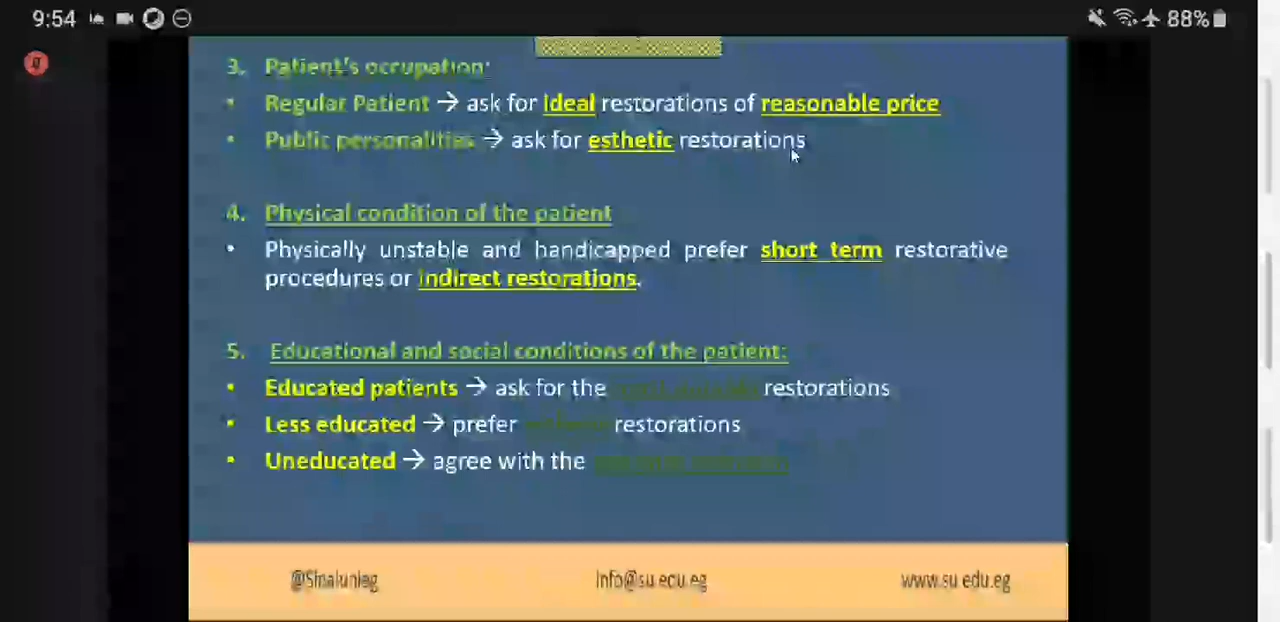 9:54
88%
3. Patient's occupation:
• Regular Patient → ask for ideal restorations of reasonable price
• Public personalities → ask for esthetic restorations
4. Physical condition of the patient
• Physically unstable and handicapped prefer short term restorative
procedures or indirect restorations.
5. Educational and social conditions of the patient:
• Educated patients → ask for the restorations
• Less educated → prefer restorations
• Uneducated → agree with the
@Sinaiunieg info@su.edu.eg www.su.edu.eg